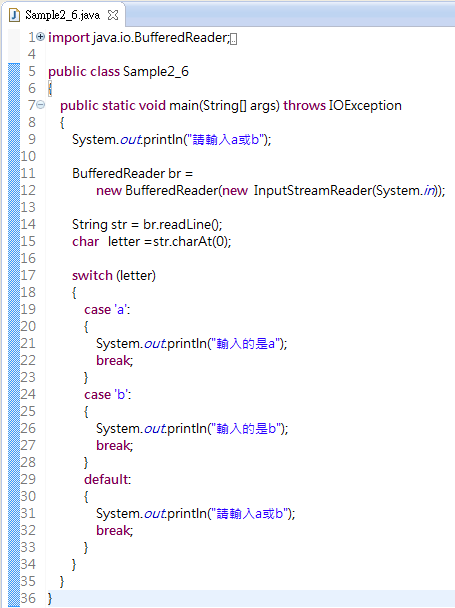 Sample2_6.java
1 import java.io.BufferedReader;
4
5 public class Sample2_6
6 {
7 public static void main(String[] args) throws IOException
8 {
9 System.out.println("請輸入a或b");
10
11 BufferedReader br =
12 new BufferedReader(new InputStreamReader(System.in));
13
14 String str = br.readLine();
15 char letter =str.charAt(0);
16
17 switch (letter)
18 {
19 case 'a':
20 {
21 System.out.println("輸入的是a");
22 break;
23 }
24 case 'b':
25 {
26 System.out.println("輸入的是b");
27 break;
28 }
29 default:
30 {
31 System.out.println("請輸入a或b");
32 break;
33 }
34 }
35 }
36 }